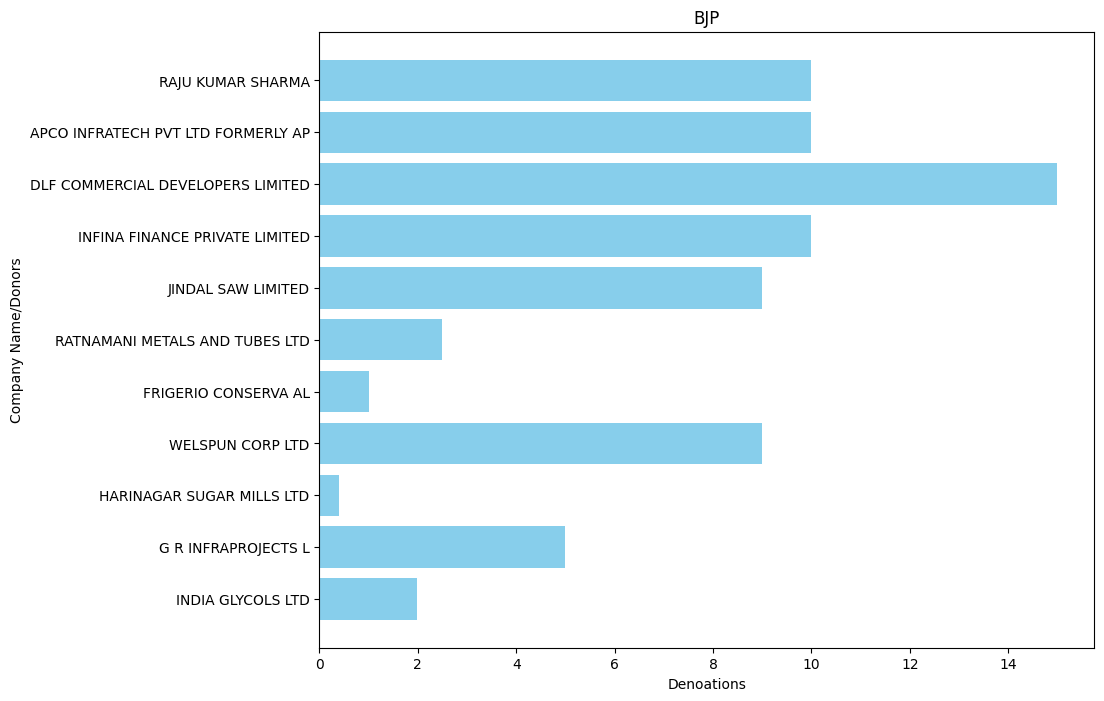 BJP
Company Name/Donors
RAJU KUMAR SHARMA
APCO INFRATECH PVT LTD FORMERLY AP
DLF COMMERCIAL DEVELOPERS LIMITED
INFINA FINANCE PRIVATE LIMITED
JINDAL SAW LIMITED
RATNAMANI METALS AND TUBES LTD
FRIGERIO CONSERVA AL
WELSPUN CORP LTD
HARINAGAR SUGAR MILLS LTD
G R INFRAPROJECTS L
INDIA GLYCOLS LTD
0 2 4 6 8 10 12 14
Denoations